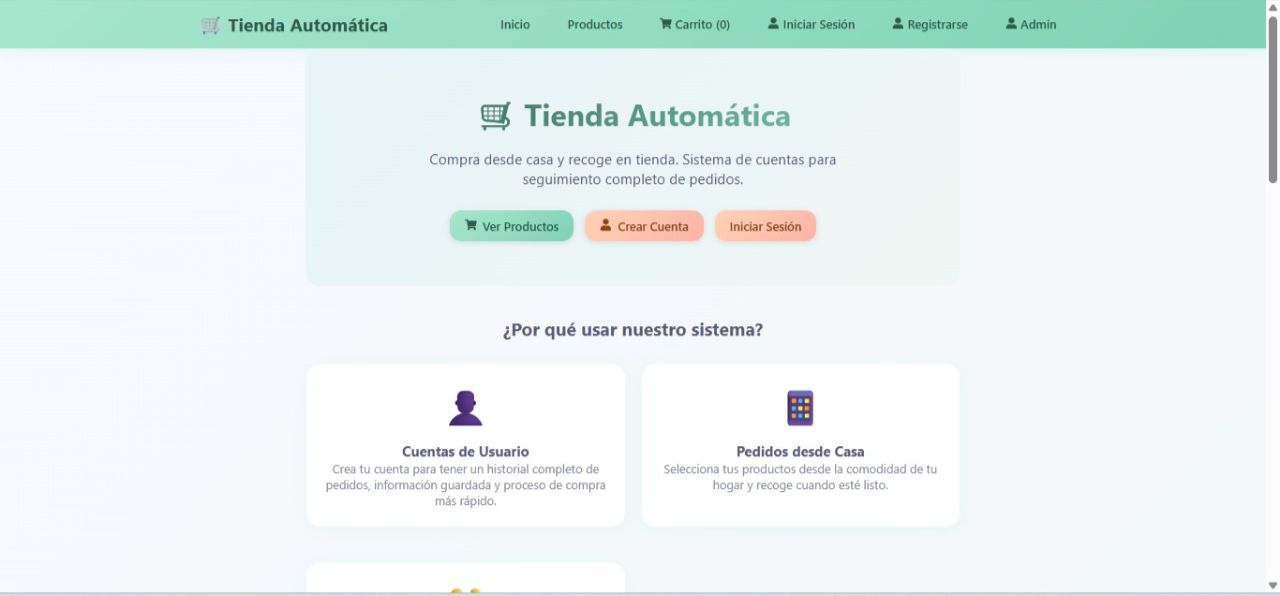 Tienda Automática
Inicio
Productos
Carrito (0)
Iniciar Sesión
Registrarse
Admin
Tienda Automática
Compra desde casa y recoge en tienda. Sistema de cuentas para
seguimiento completo de pedidos.
Ver Productos
Crear Cuenta
Iniciar Sesión
¿Por qué usar nuestro sistema?
Cuentas de Usuario
Crea tu cuenta para tener un historial completo de
pedidos, información guardada y proceso de compra
más rápido.
Pedidos desde Casa
Selecciona tus productos desde la comodidad de tu
hogar y recoge cuando esté listo.